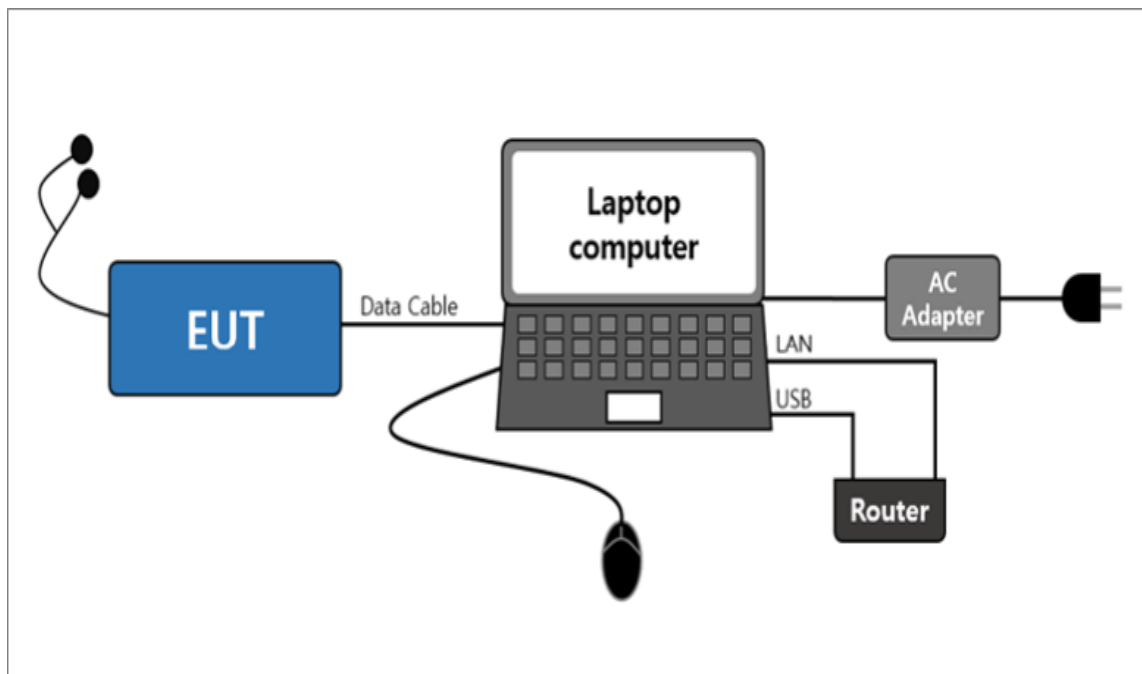 Laptop
computer
AC
Adapter
EUT
Data Cable
LAN
USB
Router